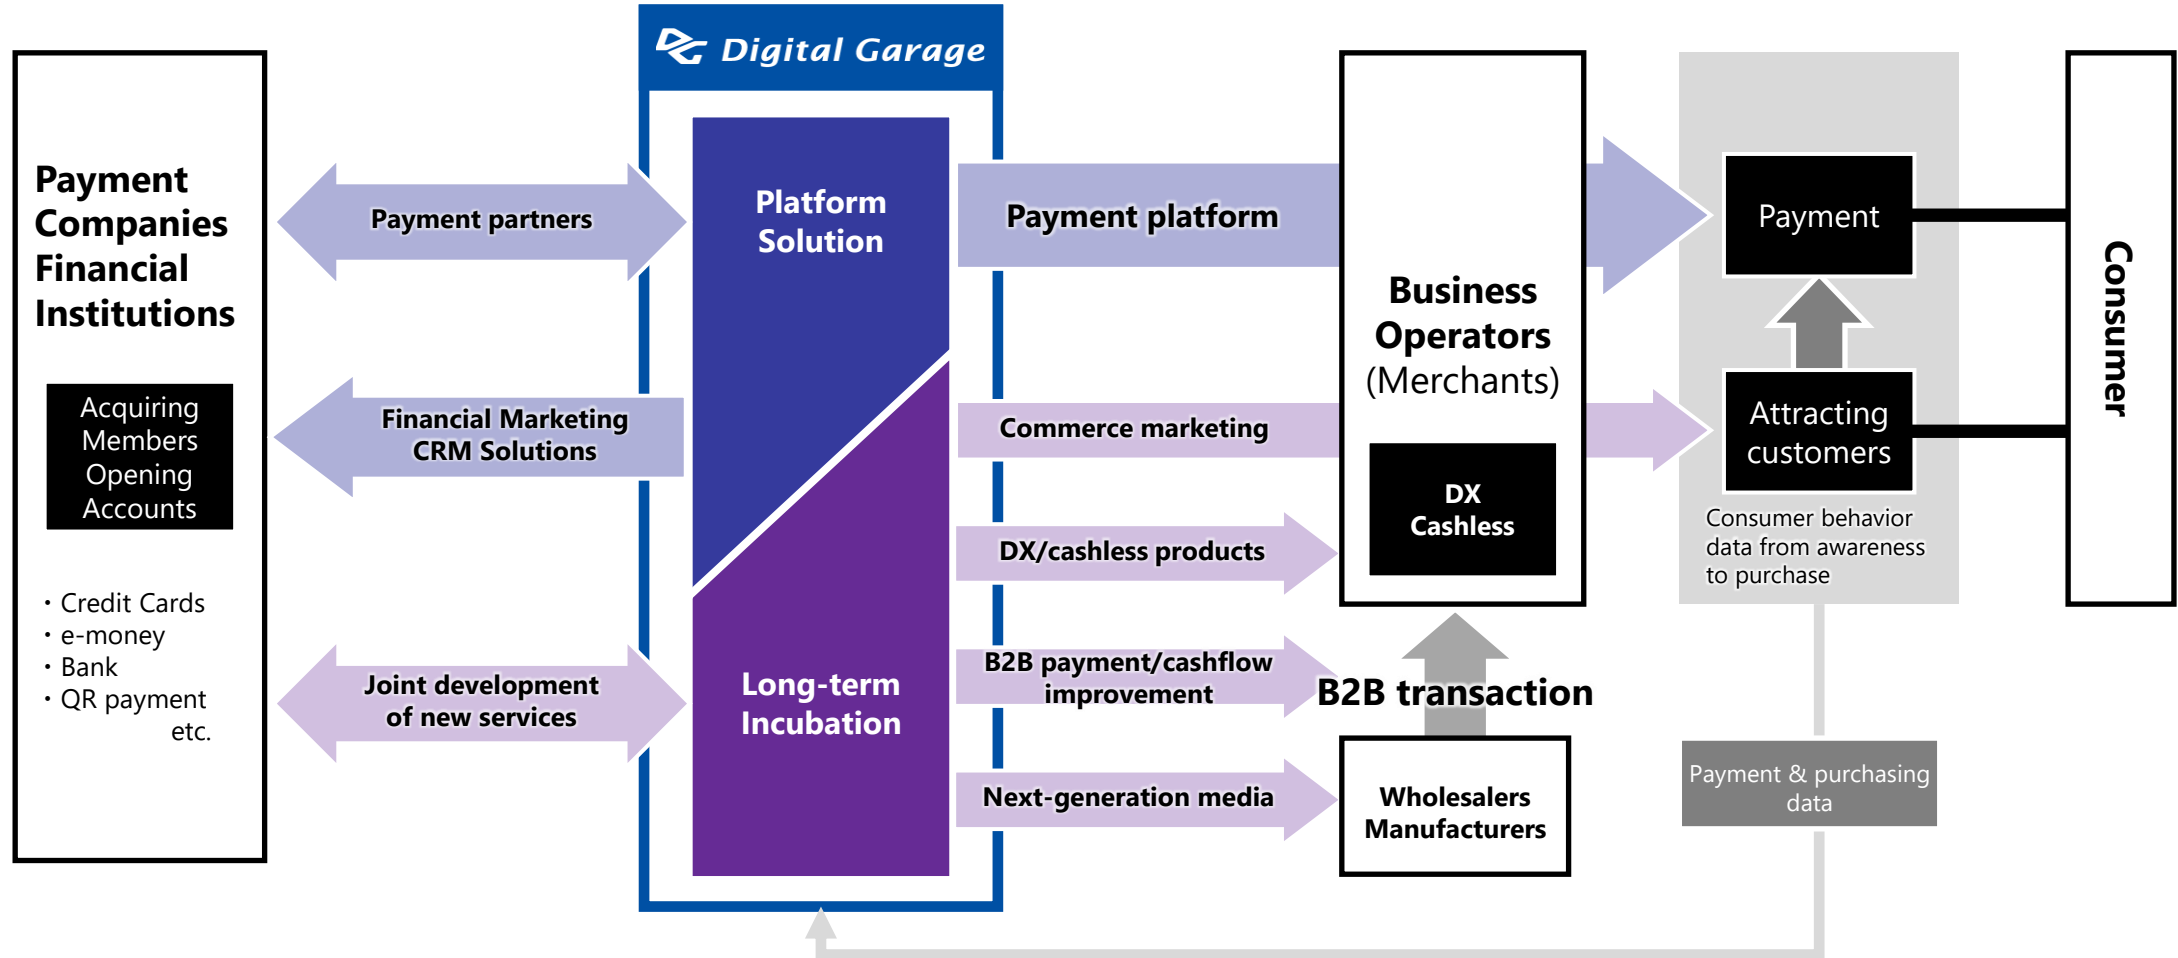 DG Digital Garage
Payment
Companies
Financial
Institutions
Acquiring
Members
Opening
Accounts
・Credit Cards
・e-money
・Bank
・QR payment
etc.
Payment partners
Financial Marketing
CRM Solutions
Joint development
of new services
Platform
Solution
Long-term
Incubation
Payment platform
Commerce marketing
DX/cashless products
B2B payment/cashflow
improvement
Next-generation media
Business
Operators
(Merchants)
DX
Cashless
B2B transaction
Wholesalers
Manufacturers
Payment
Attracting
customers
Consumer behavior
data from awareness
to purchase
Payment & purchasing
data
Consumer